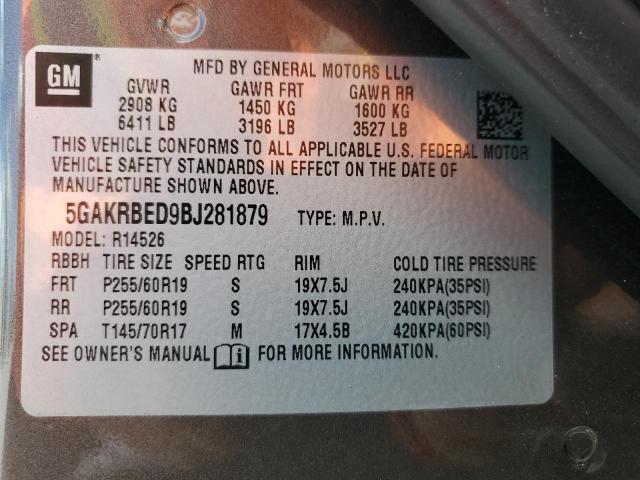 GM®
MFD BY GENERAL MOTORS LLC
GVWR GAWR FRT GAWR RR
2908 KG 1450 KG 1600 KG
6411 LB 3196 LB 3527 LB
THIS VEHICLE CONFORMS TO ALL APPLICABLE U.S. FEDERAL MOTOR
VEHICLE SAFETY STANDARDS IN EFFECT ON THE DATE OF
MANUFACTURE SHOWN ABOVE.
5GAKRBED9BJ281879 TYPE: M.P.V.
MODEL: R14526
RBBH TIRE SIZE SPEED RTG RIM COLD TIRE PRESSURE
FRT P255/60R19 S 19X7.5J 240KPA(35PSI)
RR P255/60R19 S 19X7.5J 240KPA(35PSI)
SPA T145/70R17 M 17X4.5B 420KPA(60PSI)
SEE OWNER'S MANUAL i FOR MORE INFORMATION.